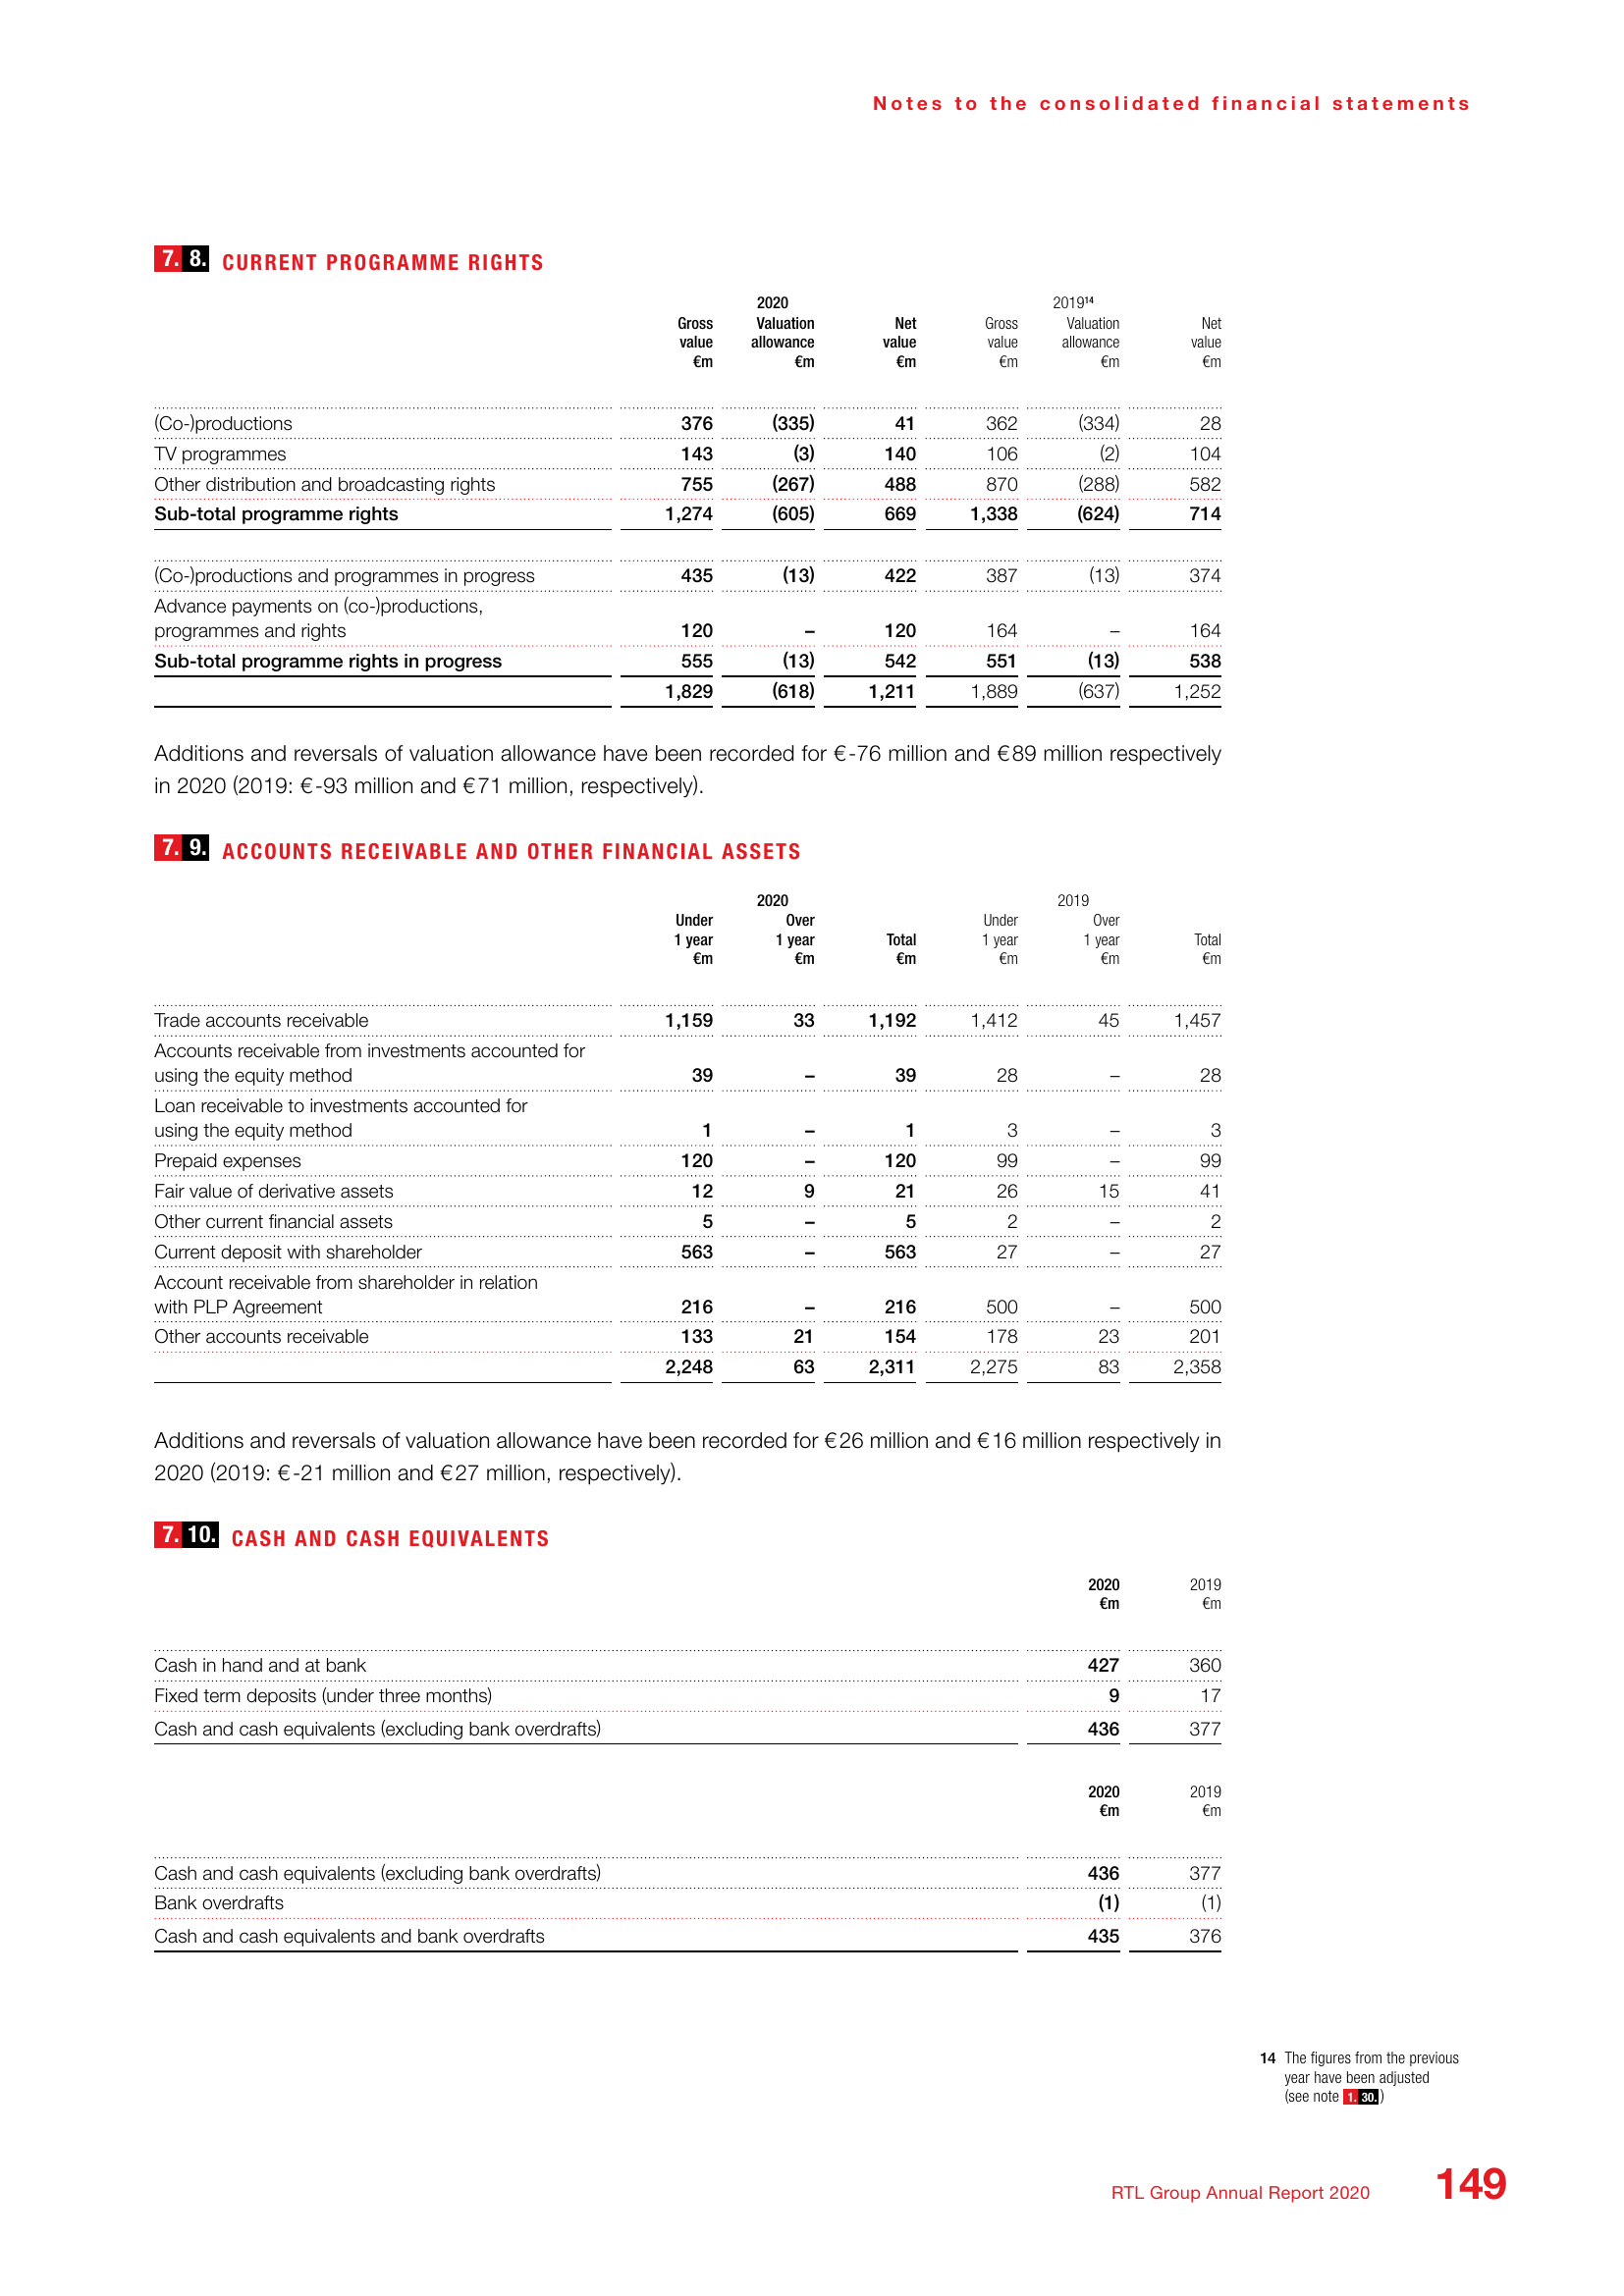 Notes to the consolidated financial statements
7. 8. CURRENT PROGRAMME RIGHTS
2020 2019¹⁴
Gross Valuation Net Gross Valuation Net
value allowance value value allowance value
€m €m €m €m €m €m
(Co-)productions 376 (335) 41 362 (334) 28
TV programmes 143 (3) 140 106 (2) 104
Other distribution and broadcasting rights 755 (267) 488 870 (288) 582
Sub-total programme rights 1,274 (605) 669 1,338 (624) 714
(Co-)productions and programmes in progress 435 (13) 422 387 (13) 374
Advance payments on (co-)productions,
programmes and rights 120 – 120 164 – 164
Sub-total programme rights in progress 555 (13) 542 551 (13) 538
1,829 (618) 1,211 1,889 (637) 1,252
Additions and reversals of valuation allowance have been recorded for €-76 million and €89 million respectively
in 2020 (2019: €-93 million and €71 million, respectively).
7. 9. ACCOUNTS RECEIVABLE AND OTHER FINANCIAL ASSETS
2020 2019
Under Over Under Over
1 year 1 year Total 1 year 1 year Total
€m €m €m €m €m €m
Trade accounts receivable 1,159 33 1,192 1,412 45 1,457
Accounts receivable from investments accounted for
using the equity method 39 – 39 28 – 28
Loan receivable to investments accounted for
using the equity method 1 – 1 3 – 3
Prepaid expenses 120 – 120 99 – 99
Fair value of derivative assets 12 9 21 26 15 41
Other current financial assets 5 – 5 2 – 2
Current deposit with shareholder 563 – 563 27 – 27
Account receivable from shareholder in relation
with PLP Agreement 216 – 216 500 – 500
Other accounts receivable 133 21 154 178 23 201
2,248 63 2,311 2,275 83 2,358
Additions and reversals of valuation allowance have been recorded for €26 million and €16 million respectively in
2020 (2019: €-21 million and €27 million, respectively).
7. 10. CASH AND CASH EQUIVALENTS
2020 2019
€m €m
Cash in hand and at bank 427 360
Fixed term deposits (under three months) 9 17
Cash and cash equivalents (excluding bank overdrafts) 436 377
2020 2019
€m €m
Cash and cash equivalents (excluding bank overdrafts) 436 377
Bank overdrafts (1) (1)
Cash and cash equivalents and bank overdrafts 435 376
14 The figures from the previous
year have been adjusted
(see note 1. 30.)
RTL Group Annual Report 2020 149